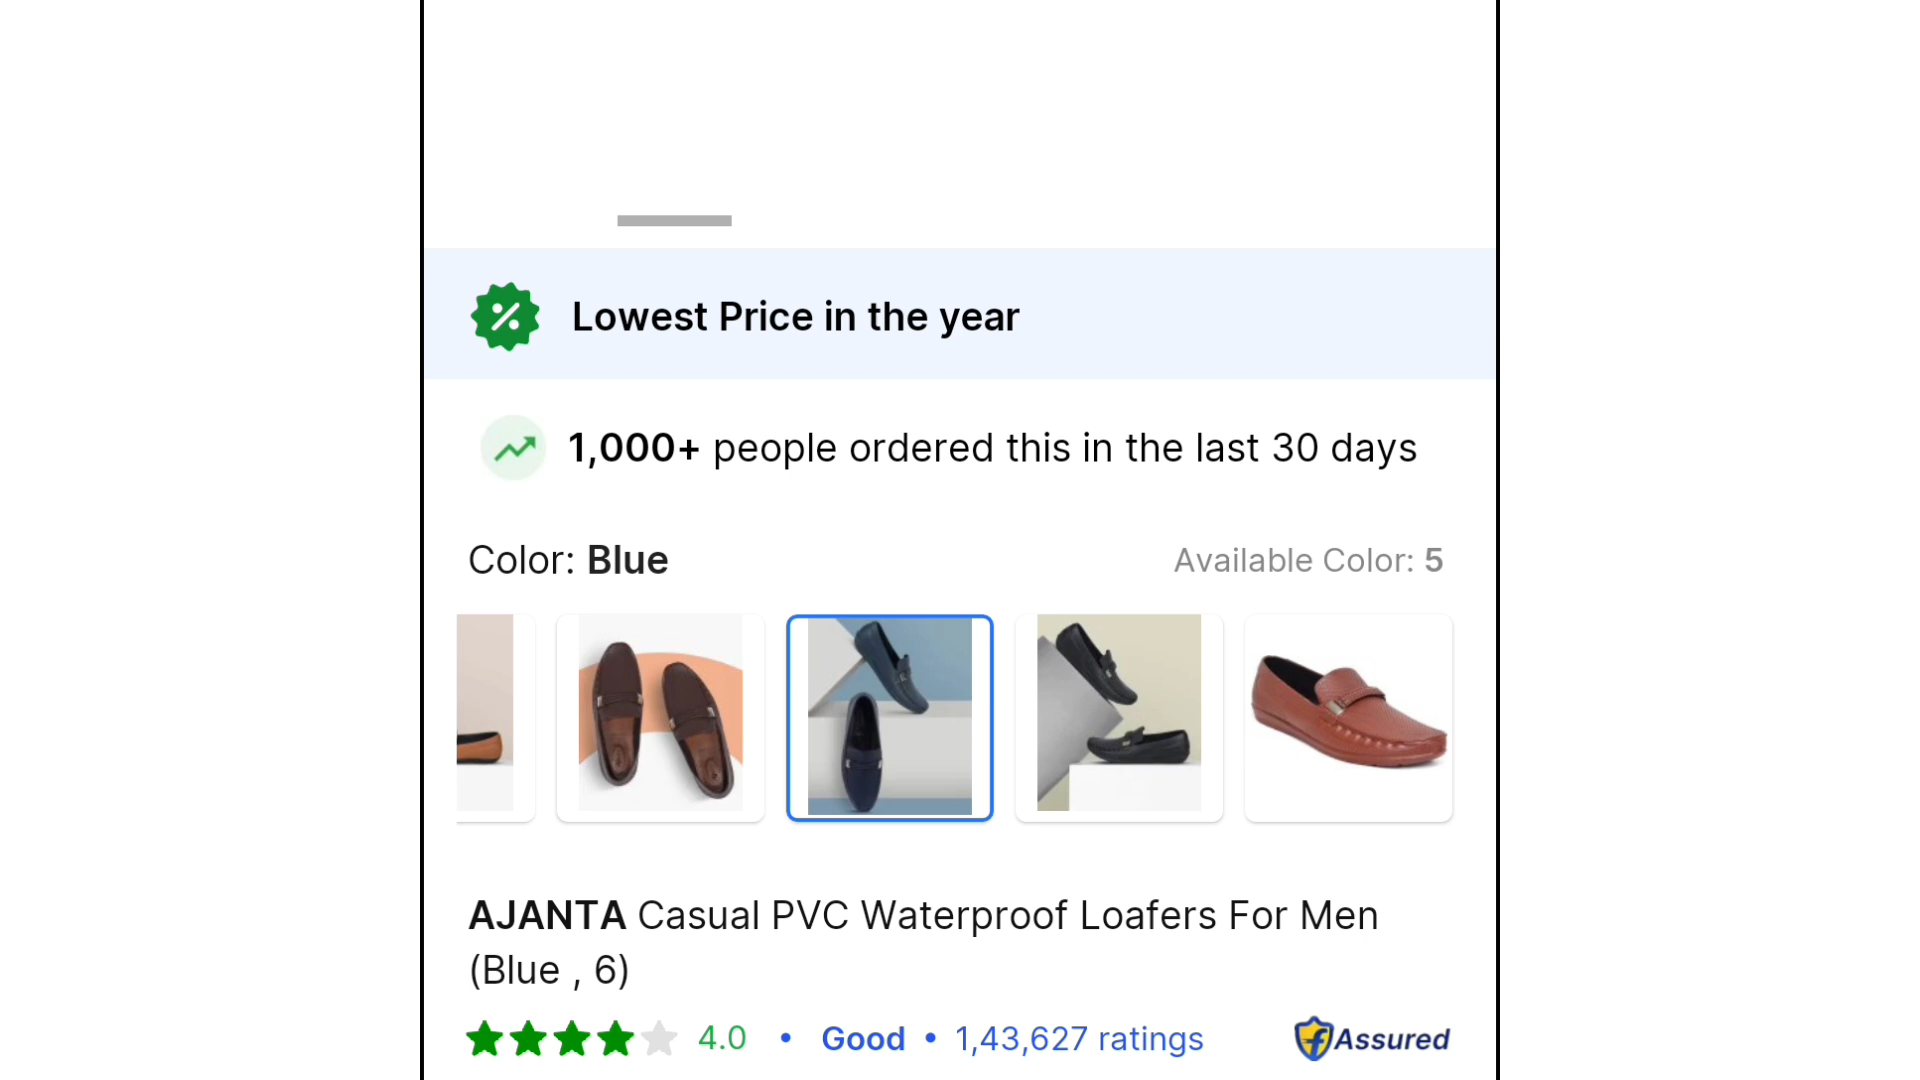 Lowest Price in the year
1,000+ people ordered this in the last 30 days
Color: Blue
Available Color: 5
AJANTA Casual PVC Waterproof Loafers For Men
(Blue , 6)
4.0 • Good • 1,43,627 ratings
Assured